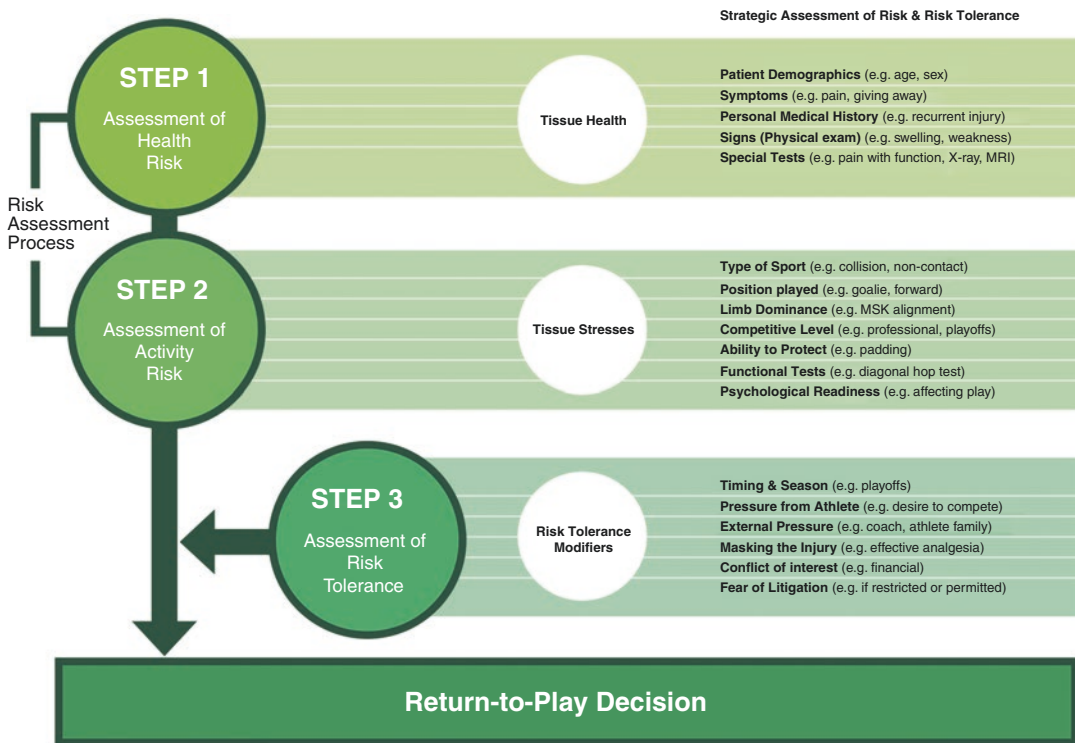 Strategic Assessment of Risk & Risk Tolerance
STEP 1
Assessment of
Health
Risk
Tissue Health
Patient Demographics (e.g. age, sex)
Symptoms (e.g. pain, giving away)
Personal Medical History (e.g. recurrent injury)
Signs (Physical exam) (e.g. swelling, weakness)
Special Tests (e.g. pain with function, X-ray, MRI)
Risk
Assessment
Process
STEP 2
Assessment of
Activity
Risk
Tissue Stresses
Type of Sport (e.g. collision, non-contact)
Position played (e.g. goalie, forward)
Limb Dominance (e.g. MSK alignment)
Competitive Level (e.g. professional, playoffs)
Ability to Protect (e.g. padding)
Functional Tests (e.g. diagonal hop test)
Psychological Readiness (e.g. affecting play)
STEP 3
Assessment of
Risk
Tolerance
Risk Tolerance
Modifiers
Timing & Season (e.g. playoffs)
Pressure from Athlete (e.g. desire to compete)
External Pressure (e.g. coach, athlete family)
Masking the Injury (e.g. effective analgesia)
Conflict of interest (e.g. financial)
Fear of Litigation (e.g. if restricted or permitted)
Return-to-Play Decision